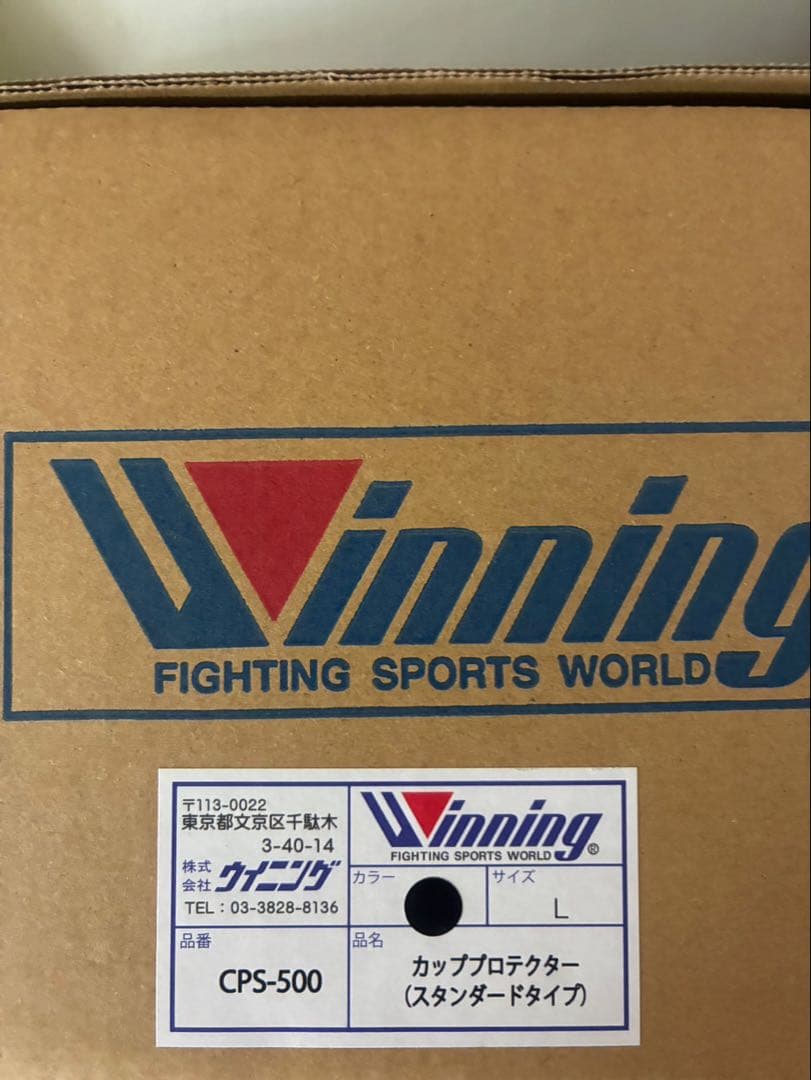 Winning
FIGHTING SPORTS WORLD
〒113-0022
東京都文京区千駄木
3-40-14
株式会社 ウイニング
TEL：03-3828-8136
Winning®
FIGHTING SPORTS WORLD
カラー
サイズ
L
品番
CPS-500
品名
カッププロテクター
(スタンダードタイプ)